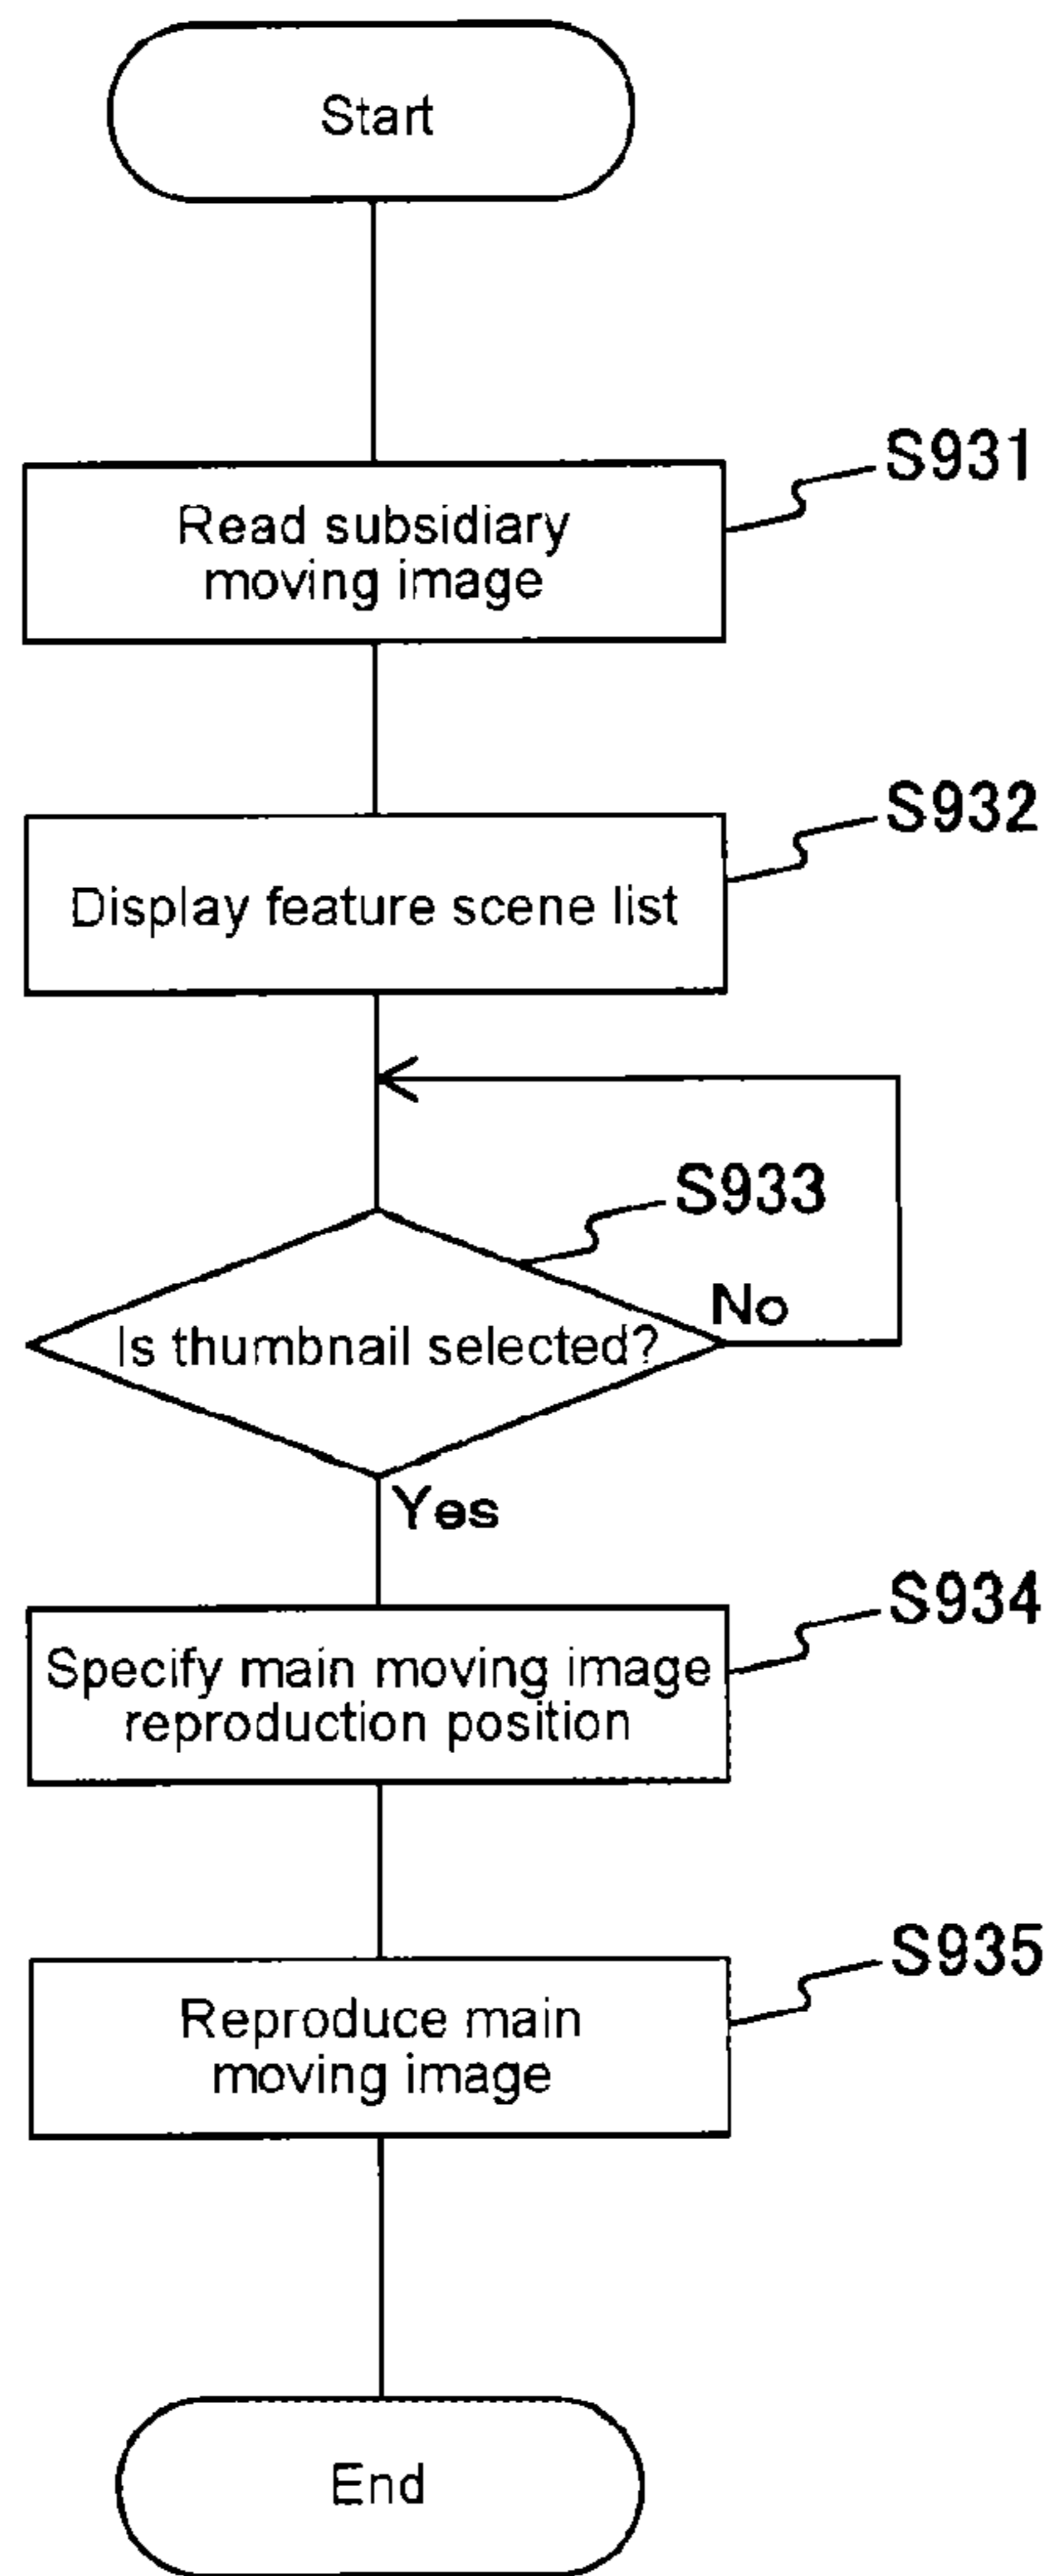 Start
S931
Read subsidiary
moving image
S932
Display feature scene list
S933
No
Is thumbnail selected?
Yes
S934
Specify main moving image
reproduction position
S935
Reproduce main
moving image
End